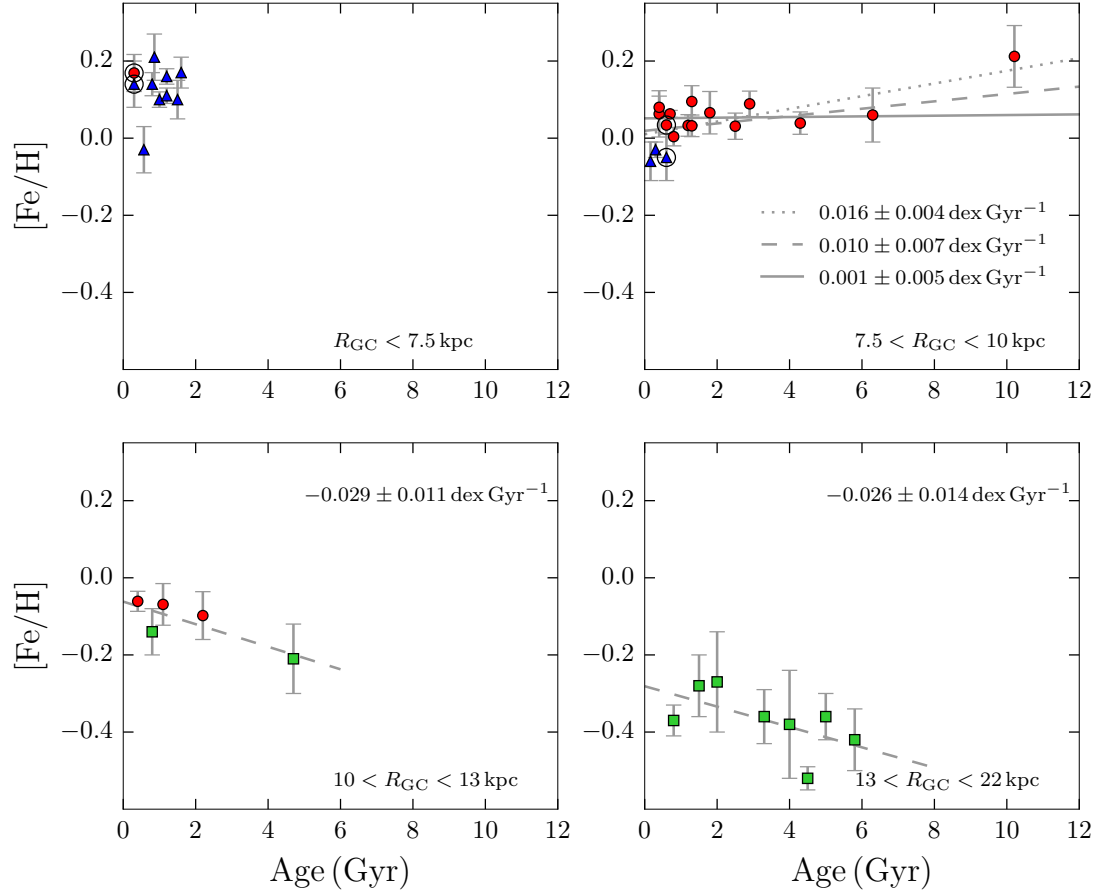 [Fe/H]
0.2
0.0
−0.2
−0.4
R_GC < 7.5 kpc
0 2 4 6 8 10 12
0.2
0.0
−0.2
−0.4
0.016 ± 0.004 dex Gyr⁻¹
0.010 ± 0.007 dex Gyr⁻¹
0.001 ± 0.005 dex Gyr⁻¹
7.5 < R_GC < 10 kpc
0 2 4 6 8 10 12
[Fe/H]
0.2
0.0
−0.2
−0.4
−0.029 ± 0.011 dex Gyr⁻¹
10 < R_GC < 13 kpc
0 2 4 6 8 10 12
Age (Gyr)
0.2
0.0
−0.2
−0.4
−0.026 ± 0.014 dex Gyr⁻¹
13 < R_GC < 22 kpc
0 2 4 6 8 10 12
Age (Gyr)